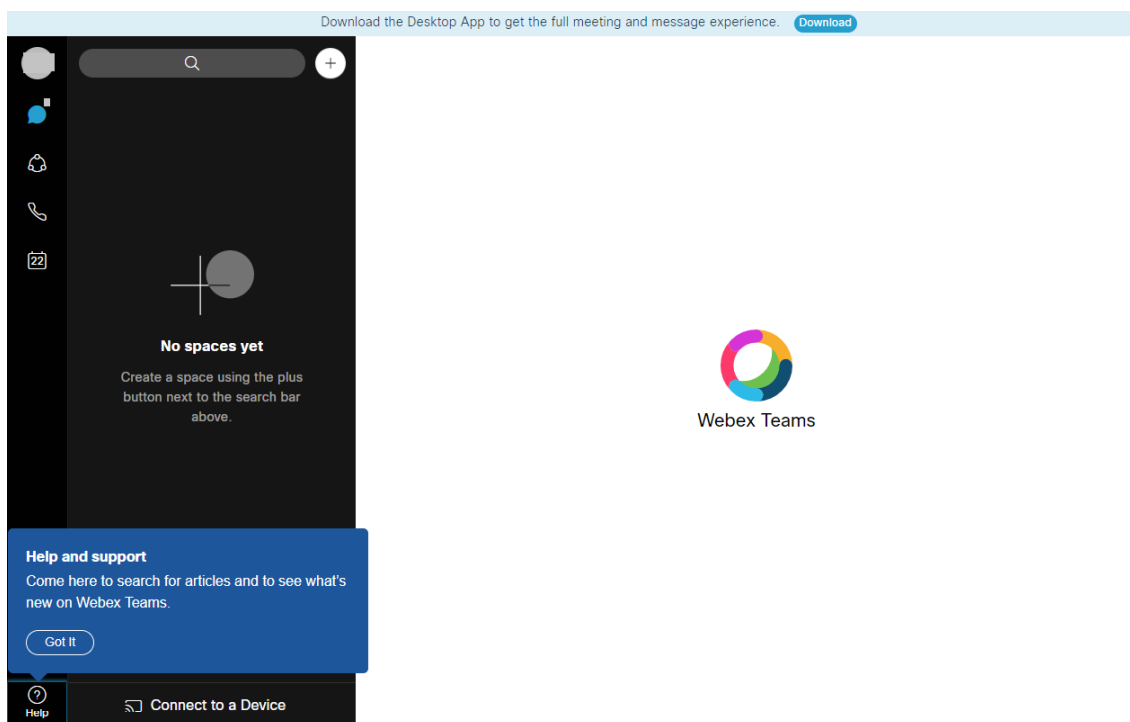 Download the Desktop App to get the full meeting and message experience. Download
22
No spaces yet
Create a space using the plus
button next to the search bar
above.
Webex Teams
Help and support
Come here to search for articles and to see what's
new on Webex Teams.
Got It
Help
Connect to a Device